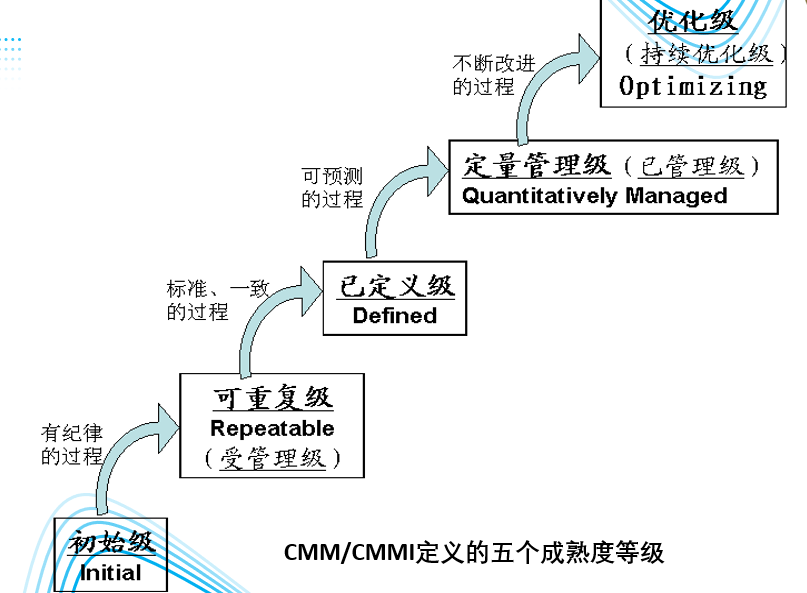 优化级
（持续优化级）
Optimizing
不断改进
的过程
定量管理级（已管理级）
Quantitatively Managed
可预测
的过程
已定义级
Defined
标准、一致
的过程
可重复级
Repeatable
（受管理级）
有纪律
的过程
初始级
Initial
CMM/CMMI定义的五个成熟度等级